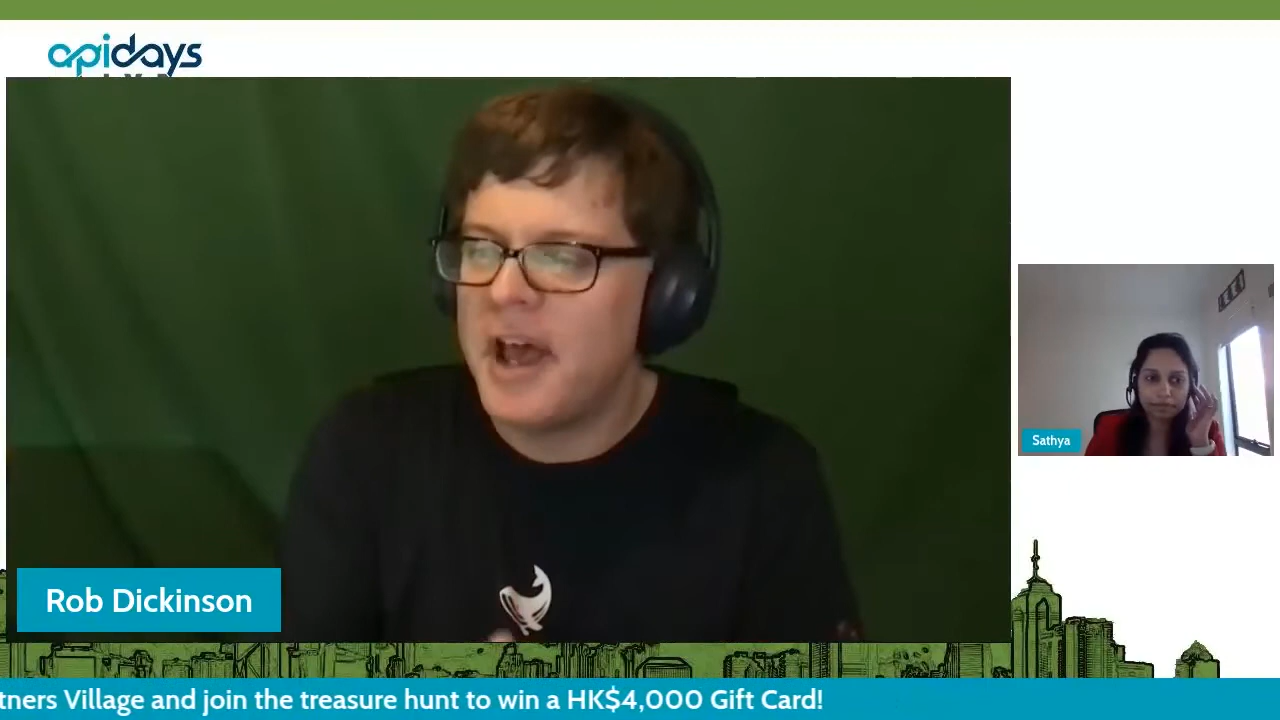 apidays
Sathya
Rob Dickinson
tners Village and join the treasure hunt to win a HK$4,000 Gift Card!